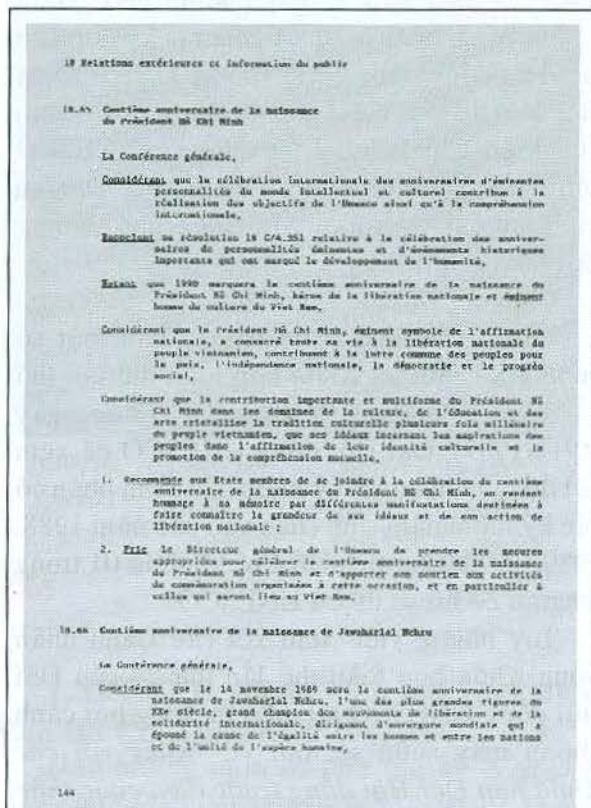 18 Relations extérieures et information du public
18.65 Centième anniversaire de la naissance
du Président Hồ Chi Minh
La Conférence générale,
Considérant que la célébration internationale des anniversaires d'éminentes
personnalités du monde intellectuel et culturel contribue à la
réalisation des objectifs de l'Unesco ainsi qu'à la compréhension
internationale,
Rappelant sa résolution 18 C/4.351 relative à la célébration des anniver-
saires de personnalités éminentes et d'événements historiques
importants qui ont marqué le développement de l'humanité,
Notant que 1990 marquera le centième anniversaire de la naissance du
Président Hồ Chi Minh, héros de la libération nationale et éminent
homme de culture du Viet Nam,
Considérant que le Président Hồ Chi Minh, éminent symbole de l'affirmation
nationale, a consacré toute sa vie à la libération nationale du
peuple vietnamien, contribuant à la lutte commune des peuples pour
la paix, l'indépendance nationale, la démocratie et le progrès
social,
Considérant que la contribution importante et multiforme du Président Hồ
Chi Minh dans les domaines de la culture, de l'éducation et des
arts cristallise la tradition culturelle plusieurs fois millénaire
du peuple vietnamien, que ses idéaux incarnent les aspirations des
peuples dans l'affirmation de leur identité culturelle et la
promotion de la compréhension mutuelle,
1. Recommande aux Etats membres de se joindre à la célébration du centième
anniversaire de la naissance du Président Hồ Chi Minh, en rendant
hommage à sa mémoire par différentes manifestations destinées à
faire connaître la grandeur de ses idéaux et de son action de
libération nationale ;
2. Prie le Directeur général de l'Unesco de prendre les mesures
appropriées pour célébrer le centième anniversaire de la naissance
du Président Hồ Chi Minh et d'apporter son soutien aux activités
de commémoration organisées à cette occasion, et en particulier à
celles qui auront lieu au Viet Nam.
18.66 Centième anniversaire de la naissance de Jawaharlal Nehru
La Conférence générale,
Considérant que le 14 novembre 1989 sera le centième anniversaire de la
naissance de Jawaharlal Nehru, l'une des plus grandes figures du
XXe siècle, grand champion des mouvements de libération et de la
solidarité internationale, dirigeant d'envergure mondiale qui a
épousé la cause de l'égalité entre les hommes et entre les nations
et de l'unité de l'espèce humaine,
144